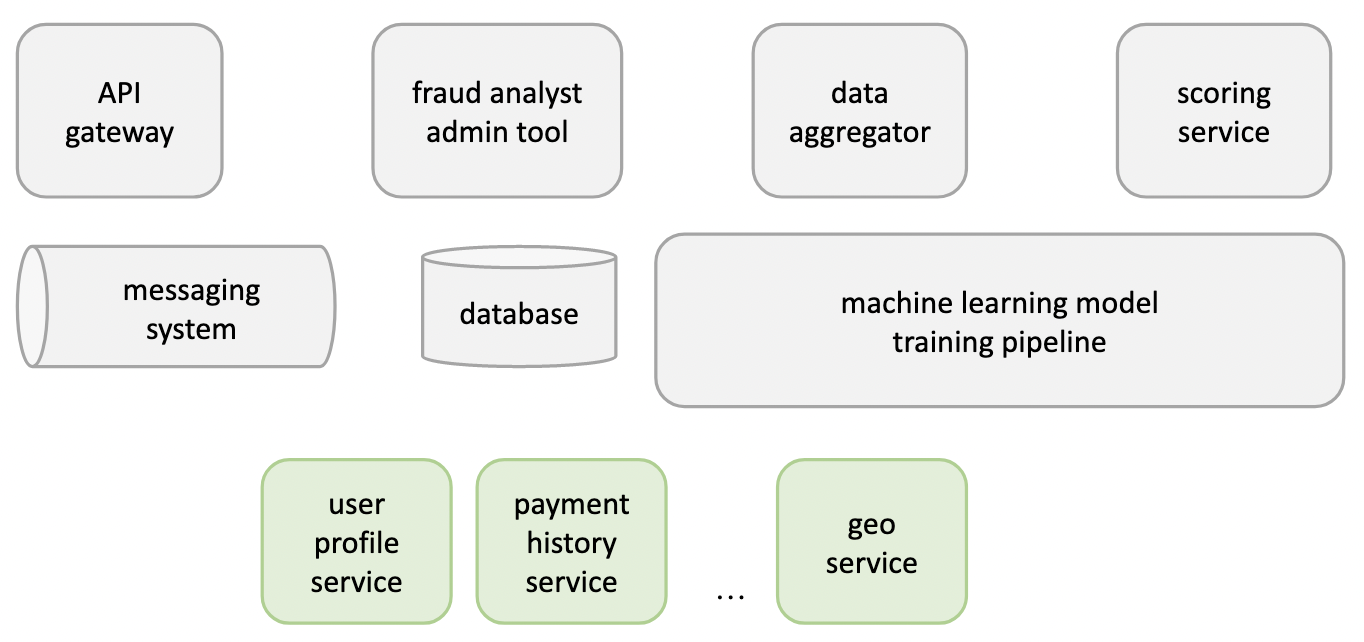 API
gateway
fraud analyst
admin tool
data
aggregator
scoring
service
messaging
system
database
machine learning model
training pipeline
user
profile
service
payment
history
service
...
geo
service